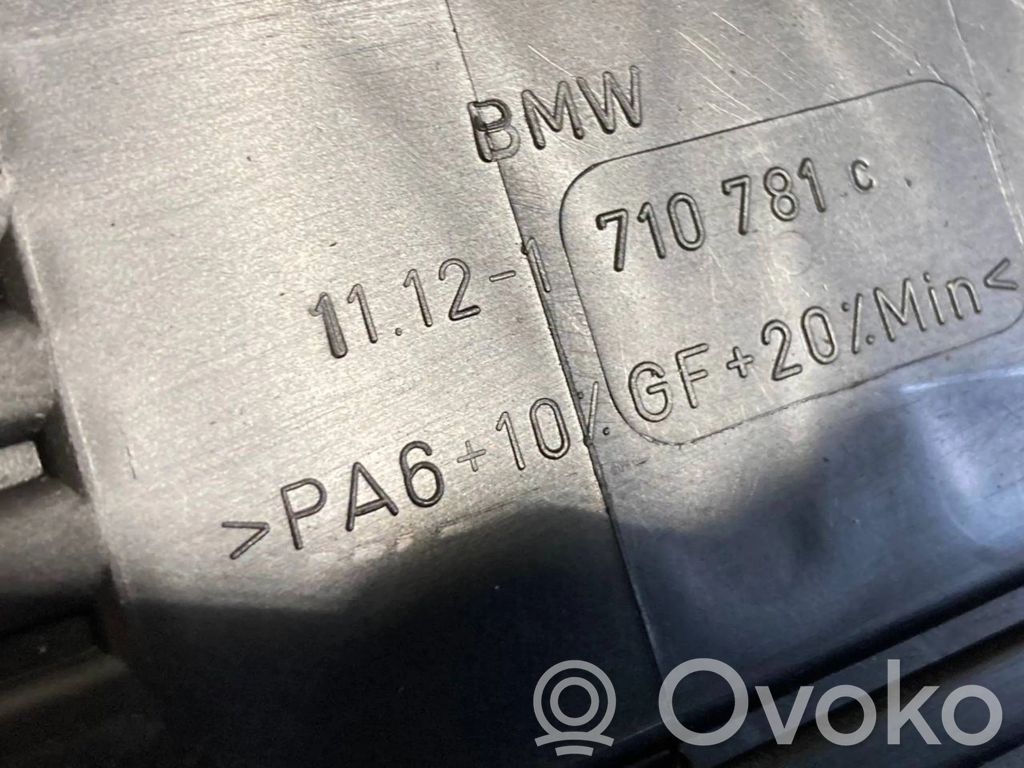 BMW
11.12-1 710 781 c
>PA6+10% GF+20%Min<
Ovoko